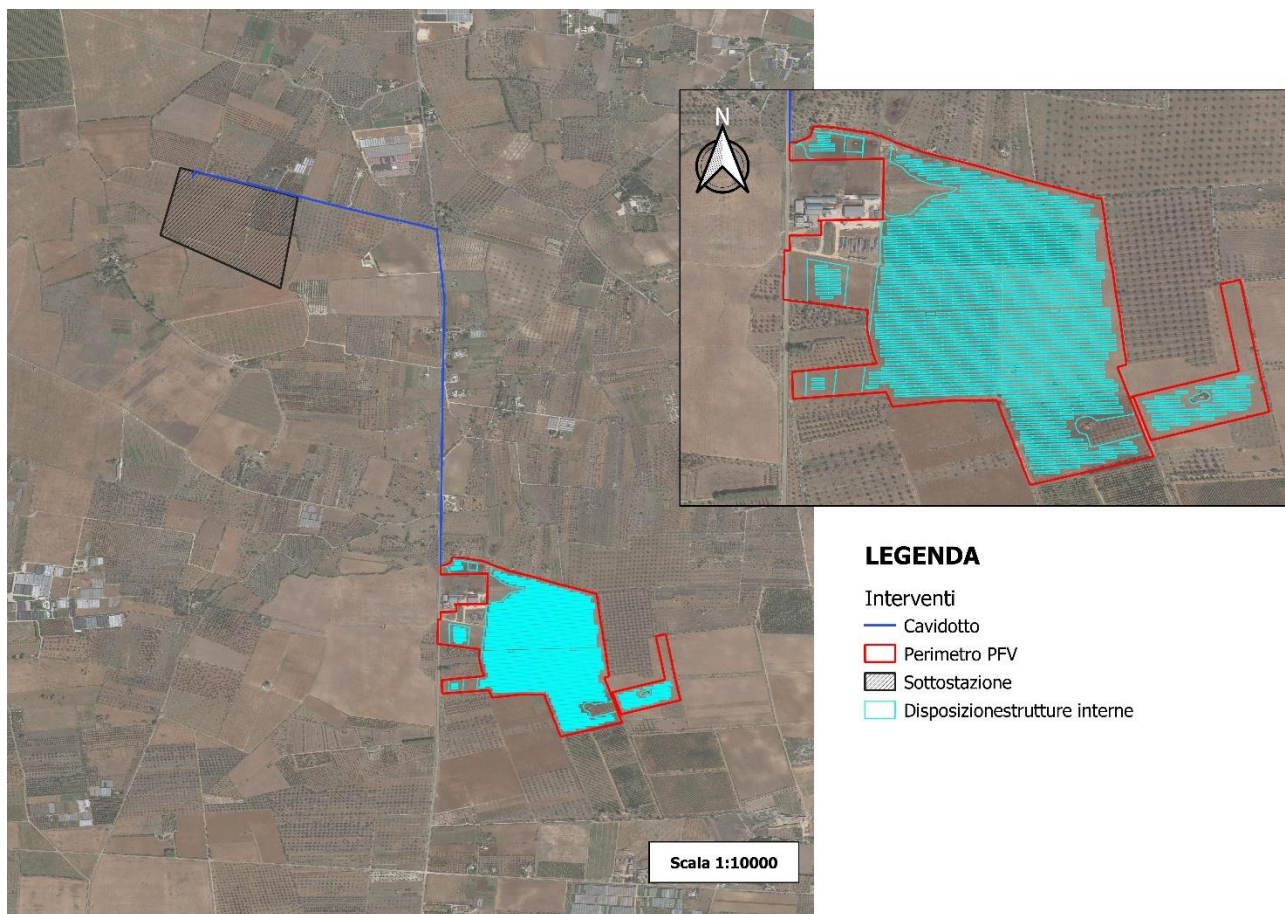 N
LEGENDA
Interventi
Cavidotto
Perimetro PFV
Sottostazione
Disposizionestrutture interne
Scala 1:10000